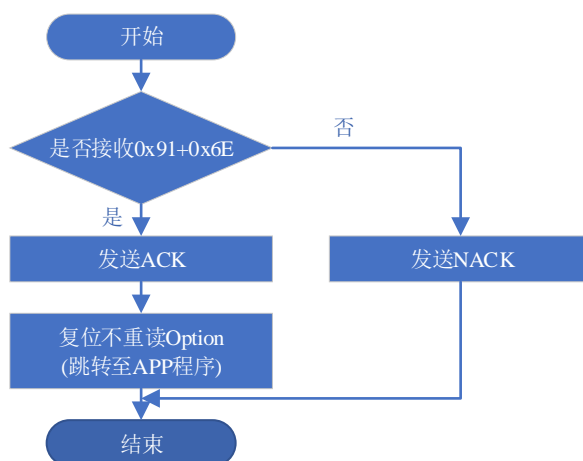 开始
是否接收0x91+0x6E
否
是
发送ACK
发送NACK
复位不重读Option
(跳转至APP程序)
结束